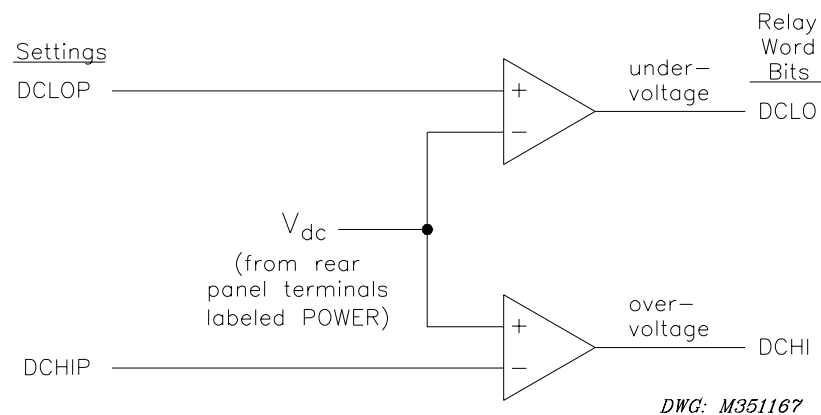 Settings
DCLOP
+
−
under−
voltage
Relay
Word
Bits
DCLO
Vdc
(from rear
panel terminals
labeled POWER)
DCHIP
+
−
over−
voltage
DCHI
DWG: M351167